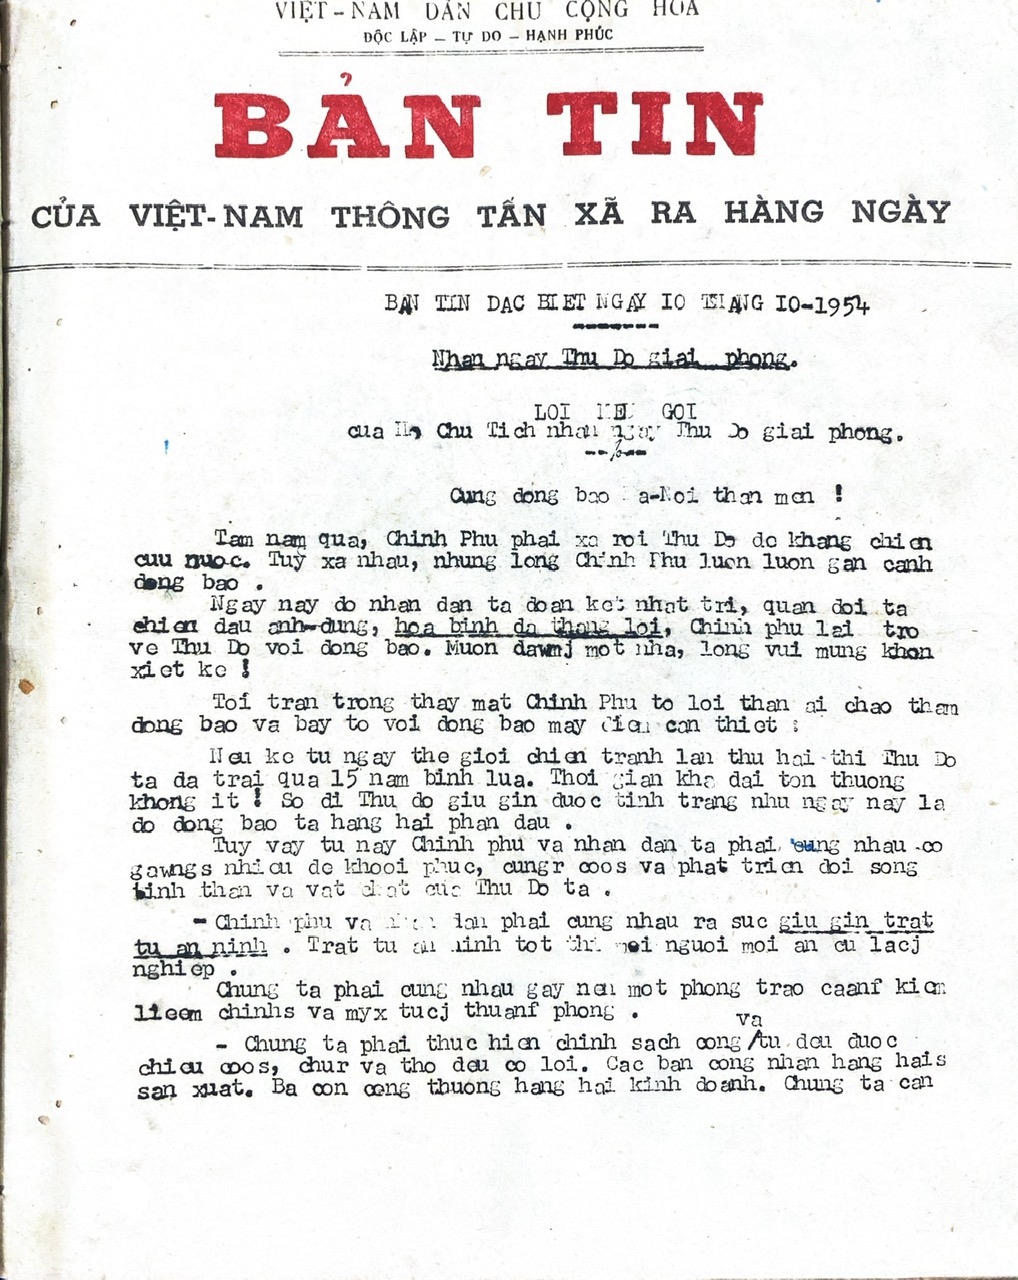 VIỆT-NAM DÂN CHỦ CỘNG HÒA
ĐỘC LẬP – TỰ DO – HẠNH PHÚC
BẢN TIN
CỦA VIỆT-NAM THÔNG TẤN XÃ RA HÀNG NGÀY
BAN TIN DAC BIET NGAY IO THANG IO-1954
Nhan ngay Thu Do giai phong.
LOI KEU GOI
cua Ho Chu Tich nhan ngay Thu Do giai phong.
Cung dong bao Ha-Noi than men !
Tam nam qua, Chinh Phu phai xa roi Thu Do de khang chien
cuu nuoc. Tuy xa nhau, nhung long Chinh Phu luon luon gan canh
dong bao .
Ngay nay do nhan dan ta doan ket nhat tri, quan doi ta
chien dau anh-dung, hoa binh da thang loi, Chinh phu lai tro
ve Thu Do voi dong bao. Muon dawmj mot nha, long vui mung khon
xiet ke !
Toi tran trong thay mat Chinh Phu to loi than ai chao tham
dong bao va bay to voi dong bao may dieu can thiet :
Neu ke tu ngay the gioi chien tranh lan thu hai thi Thu Do
ta da trai qua 15 nam binh lua. Thoi gian kha dai ton thuong
khong it ! So di Thu do giu gin duoc tinh trang nhu ngay nay la
do dong bao ta hang hai phan dau .
Tuy vay tu nay Chinh phu va nhan dan ta phai cung nhau co
gawngs nhieu de khooi phuc, cungr coos va phat trien doi song
tinh than va vat chat cua Thu Do ta .
- Chinh phu va nhan dan phai cung nhau ra suc giu gin trat
tu an ninh . Trat tu an ninh tot thi moi nguoi moi an cu lacj
nghiep .
Chung ta phai cung nhau gay nen mot phong trao caanf kiem
lieem chinhs va myx tucj thuanf phong .
va
- Chung ta phai thuc hien chinh sach cong /tu deu duoc
chieu coos, chur va tho deu co loi. Cac ban cong nhan hang hais
san xuat. Ba con cong thuong hang hai kinh doanh. Chung ta can